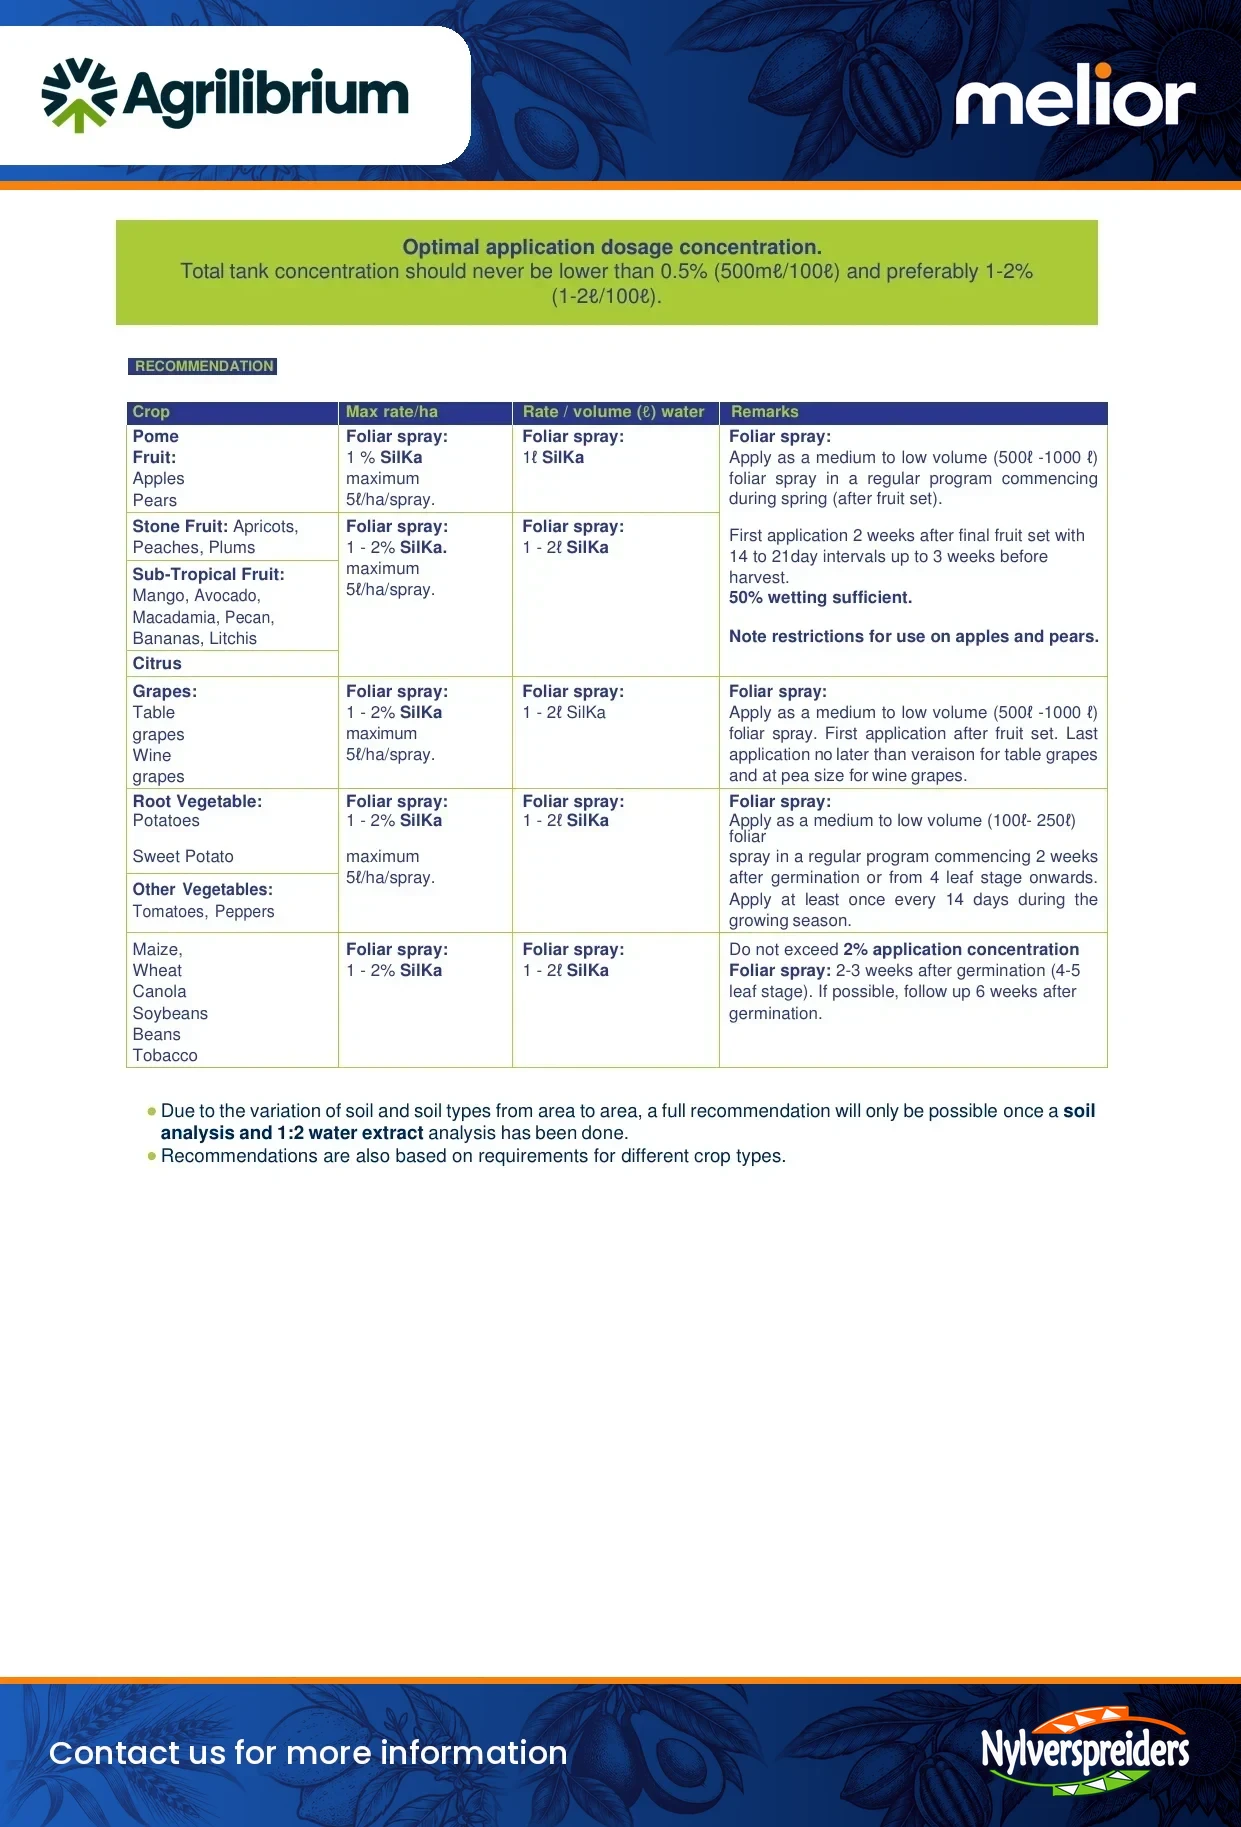 Agrilibrium
melior
Optimal application dosage concentration.
Total tank concentration should never be lower than 0.5% (500mℓ/100ℓ) and preferably 1-2%
(1-2ℓ/100ℓ).
RECOMMENDATION
Crop
Max rate/ha
Rate / volume (ℓ) water
Remarks
Pome
Fruit:
Apples
Pears
Foliar spray:
1 % SilKa
maximum
5ℓ/ha/spray.
Foliar spray:
1ℓ SilKa
Foliar spray:
Apply as a medium to low volume (500ℓ -1000 ℓ)
foliar spray in a regular program commencing
during spring (after fruit set).
First application 2 weeks after final fruit set with
14 to 21day intervals up to 3 weeks before
harvest.
50% wetting sufficient.
Note restrictions for use on apples and pears.
Stone Fruit: Apricots,
Peaches, Plums
Foliar spray:
1 - 2% SilKa.
maximum
5ℓ/ha/spray.
Foliar spray:
1 - 2ℓ SilKa
Sub-Tropical Fruit:
Mango, Avocado,
Macadamia, Pecan,
Bananas, Litchis
Citrus
Grapes:
Table
grapes
Wine
grapes
Foliar spray:
1 - 2% SilKa
maximum
5ℓ/ha/spray.
Foliar spray:
1 - 2ℓ SilKa
Foliar spray:
Apply as a medium to low volume (500ℓ -1000 ℓ)
foliar spray. First application after fruit set. Last
application no later than veraison for table grapes
and at pea size for wine grapes.
Root Vegetable:
Potatoes
Sweet Potato
Foliar spray:
1 - 2% SilKa
maximum
5ℓ/ha/spray.
Foliar spray:
1 - 2ℓ SilKa
Foliar spray:
Apply as a medium to low volume (100ℓ- 250ℓ)
foliar
spray in a regular program commencing 2 weeks
after germination or from 4 leaf stage onwards.
Apply at least once every 14 days during the
growing season.
Other Vegetables:
Tomatoes, Peppers
Maize,
Wheat
Canola
Soybeans
Beans
Tobacco
Foliar spray:
1 - 2% SilKa
Foliar spray:
1 - 2ℓ SilKa
Do not exceed 2% application concentration
Foliar spray: 2-3 weeks after germination (4-5
leaf stage). If possible, follow up 6 weeks after
germination.
● Due to the variation of soil and soil types from area to area, a full recommendation will only be possible once a soil
analysis and 1:2 water extract analysis has been done.
● Recommendations are also based on requirements for different crop types.
Contact us for more information
Nylverspreiders